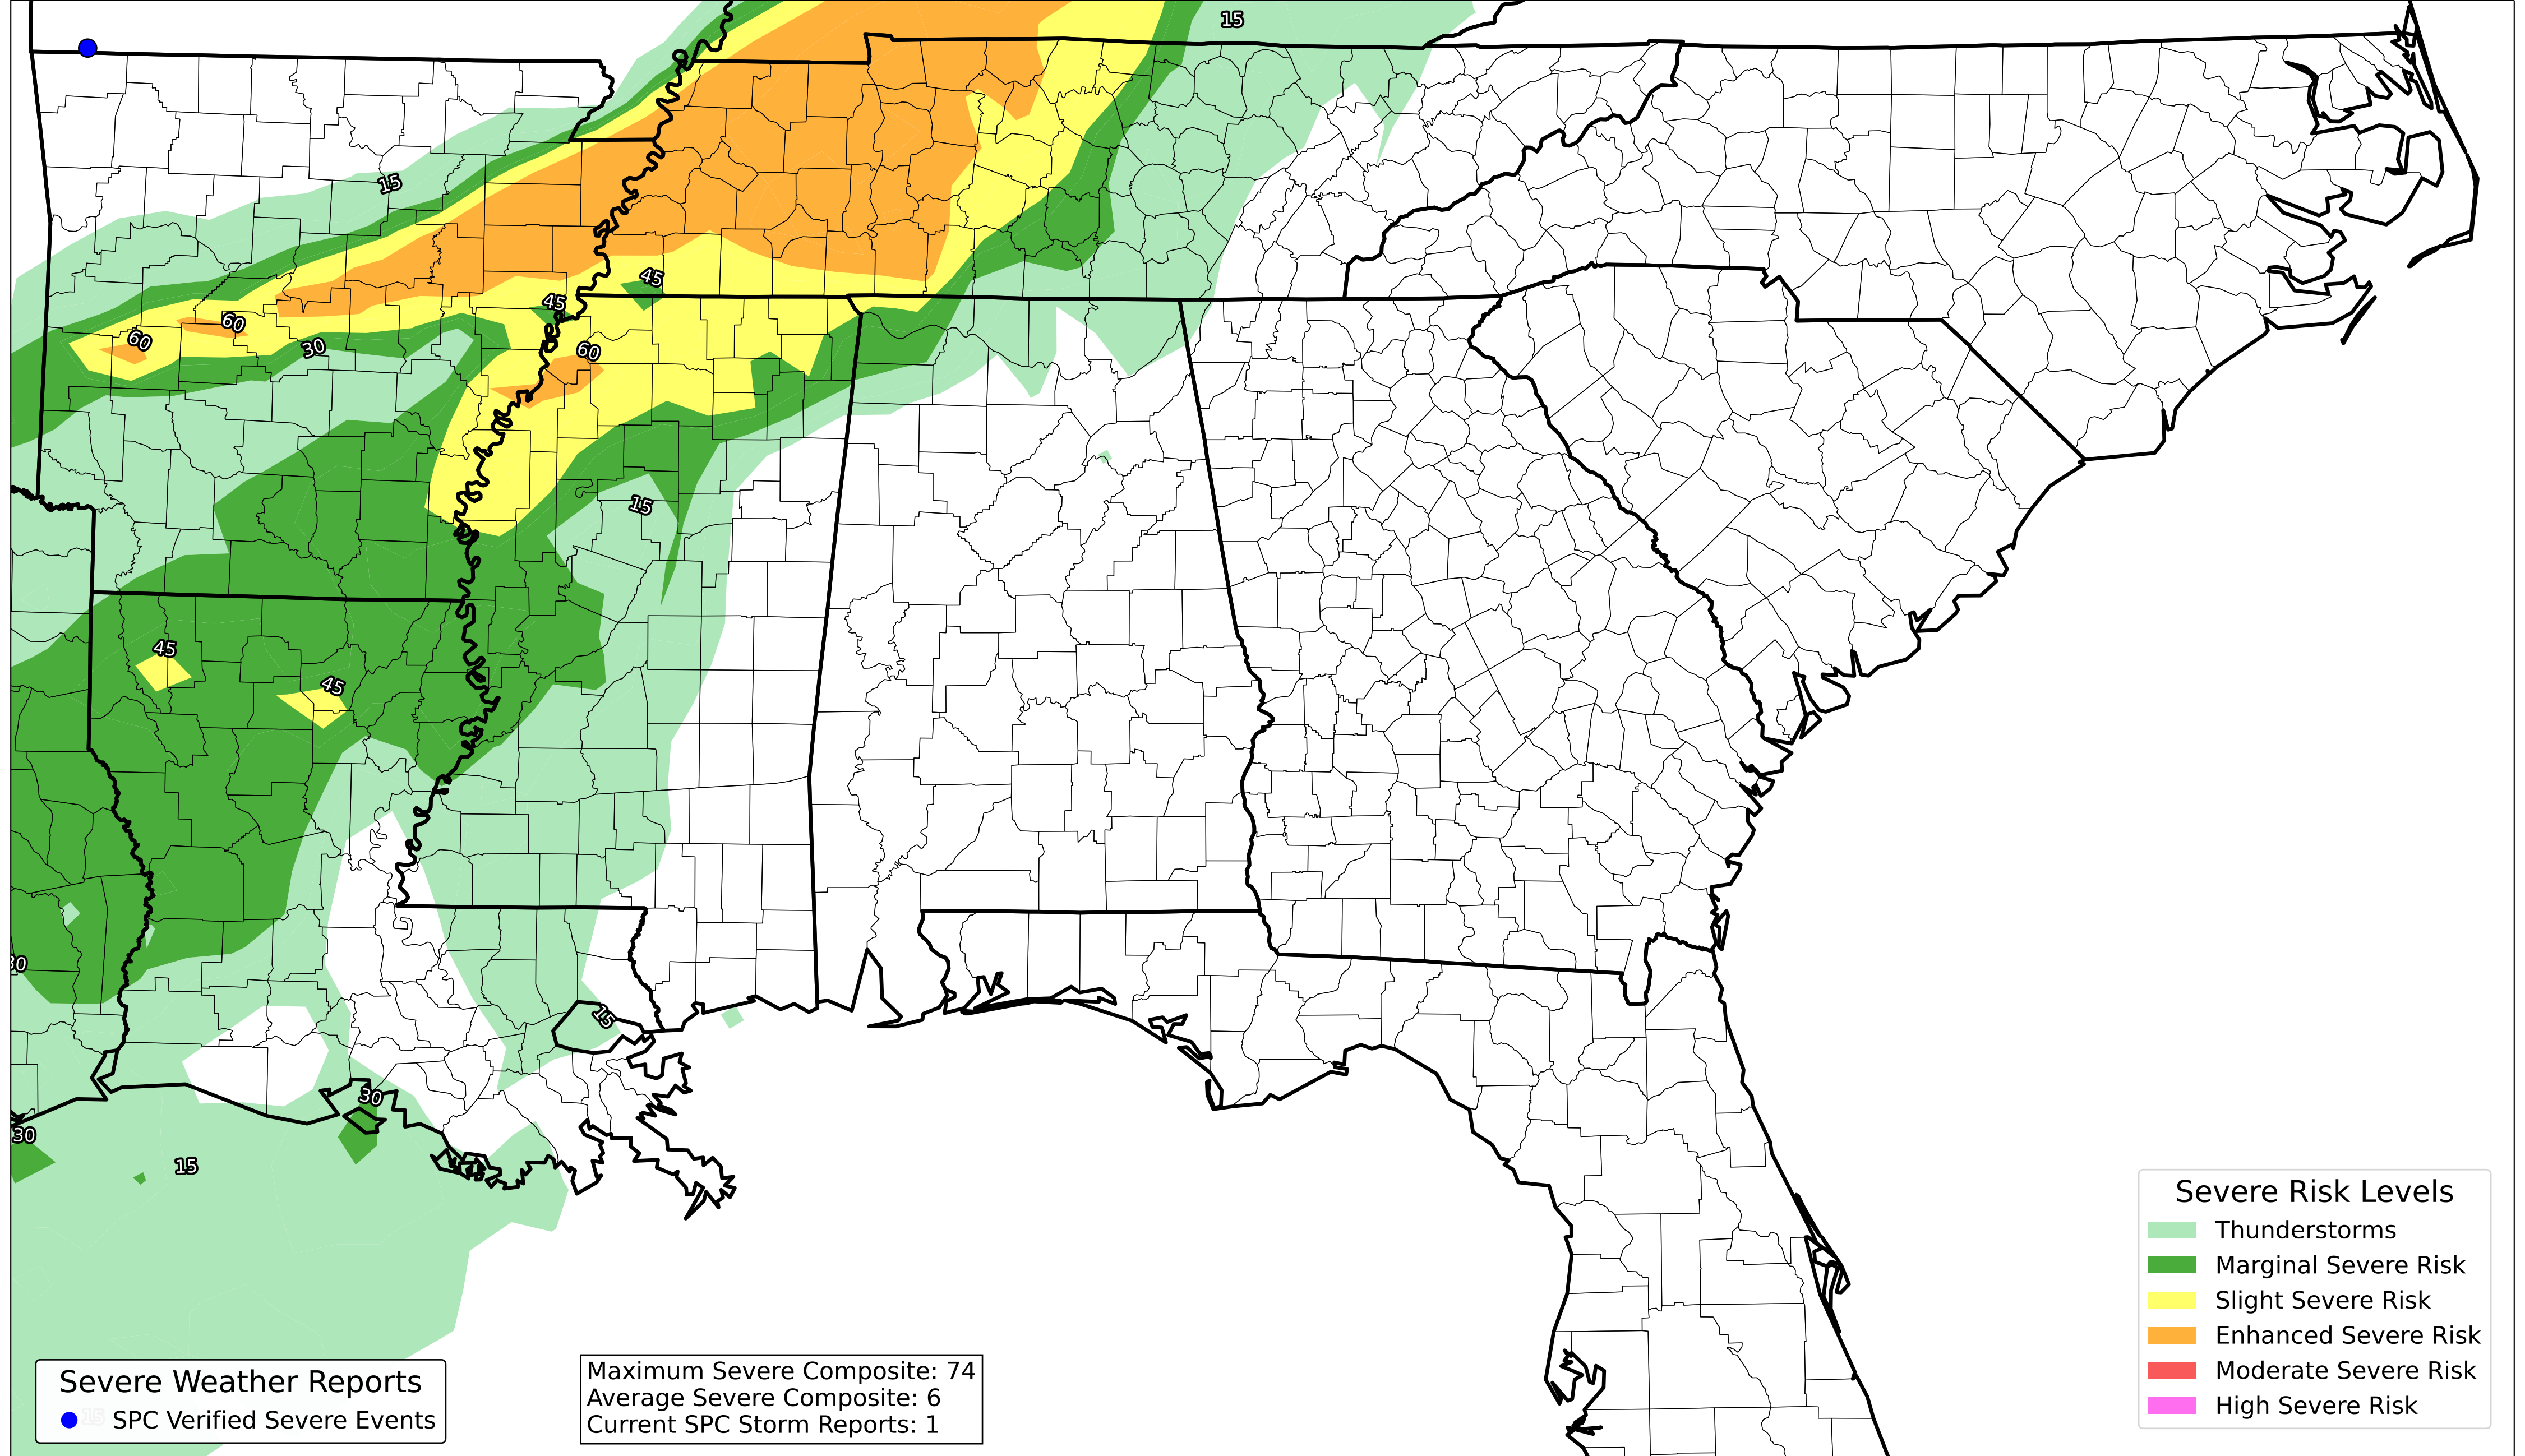 15
15
45
45
60
60
60
30
15
45
45
30
15
30
30
15
Severe Risk Levels
Thunderstorms
Marginal Severe Risk
Slight Severe Risk
Enhanced Severe Risk
Moderate Severe Risk
High Severe Risk
Severe Weather Reports
15
SPC Verified Severe Events
Maximum Severe Composite: 74
Average Severe Composite: 6
Current SPC Storm Reports: 1